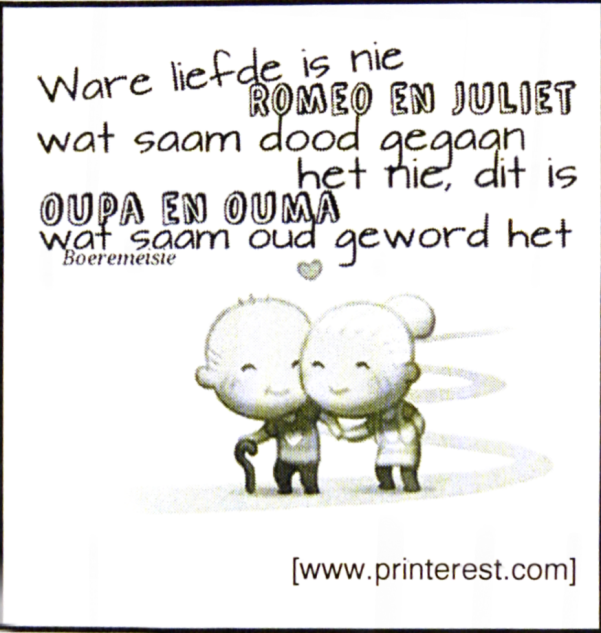 Ware liefde is nie
ROMEO EN JULIET
wat saam dood gegaan
het nie, dit is
OUPA EN OUMA
wat saam oud geword het
Boeremeisie
[www.printerest.com]